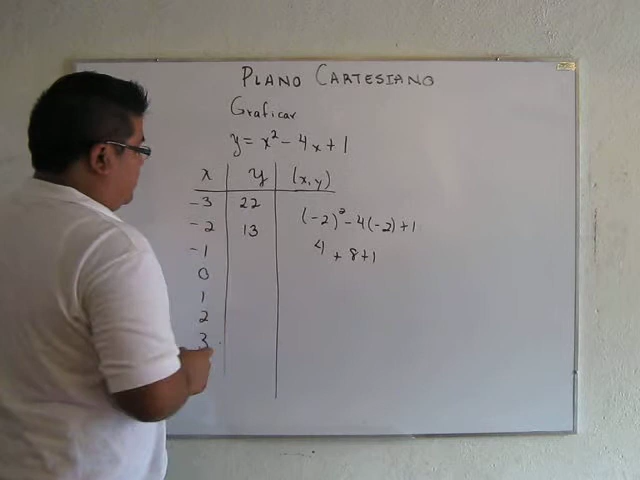 PLANO CARTESIANO
Graficar
y = x² - 4x + 1
x y (x, y)
-3 22
-2 13 (-2)² - 4(-2) + 1
-1 4 + 8 + 1
0
1
2
3